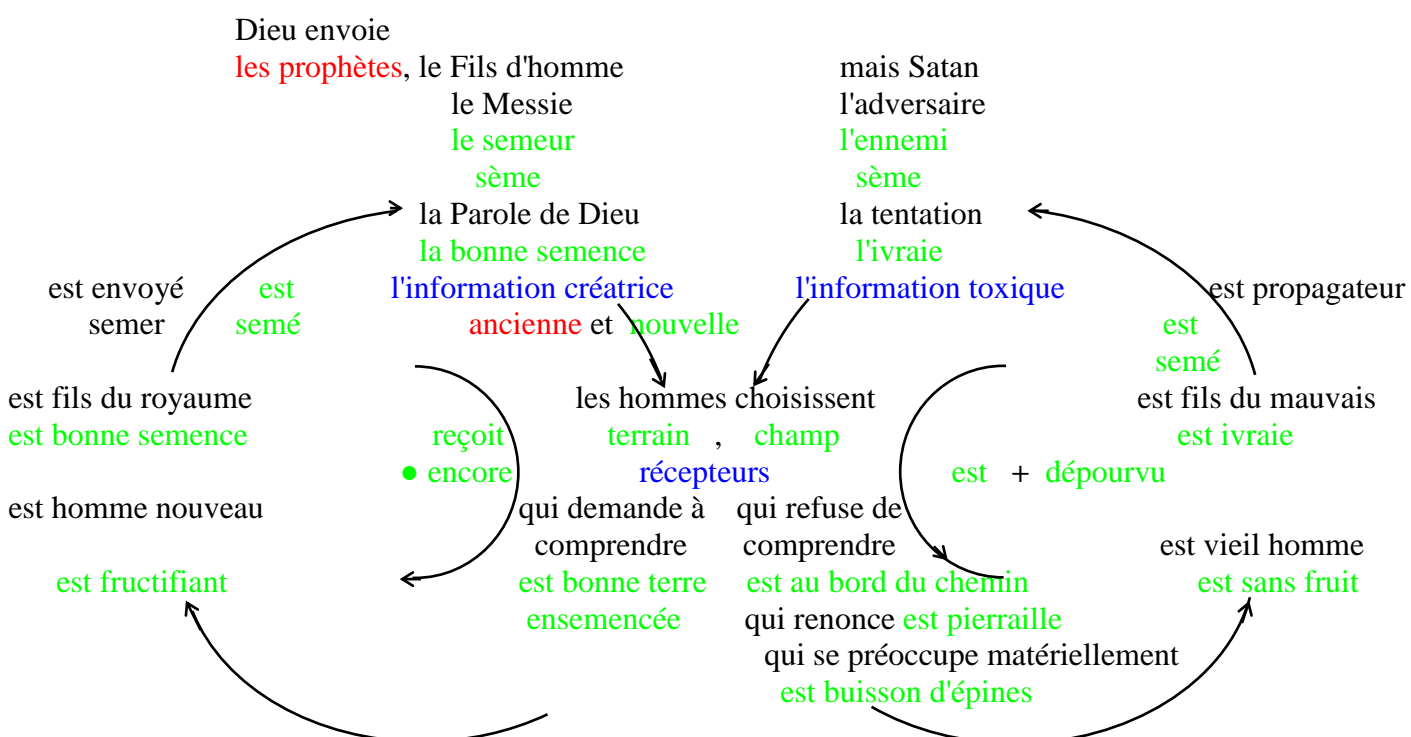 Dieu envoie
les prophètes, le Fils d'homme
mais Satan
le Messie
l'adversaire
le semeur
l'ennemi
sème
sème
la Parole de Dieu
la tentation
la bonne semence
l'ivraie
est envoyé
est
l'information créatrice
l'information toxique
est propagateur
semer
semé
ancienne et nouvelle
est
semé
est fils du royaume
les hommes choisissent
est fils du mauvais
est bonne semence
reçoit
terrain , champ
est ivraie
● encore
récepteurs
est + dépourvu
est homme nouveau
qui demande à
qui refuse de
comprendre
comprendre
est vieil homme
est fructifiant
est bonne terre
est au bord du chemin
est sans fruit
ensemencée
qui renonce est pierraille
qui se préoccupe matériellement
est buisson d'épines